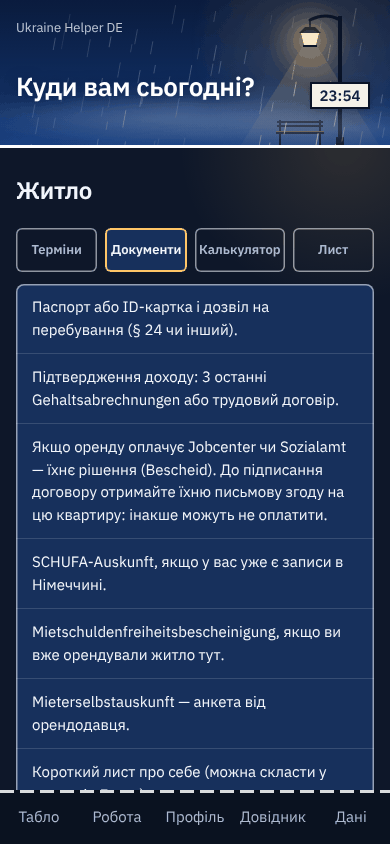 Ukraine Helper DE
Куди вам сьогодні?
23:54
Житло
Терміни
Документи
Калькулятор
Лист
Паспорт або ID-картка і дозвіл на
перебування (§ 24 чи інший).
Підтвердження доходу: 3 останні
Gehaltsabrechnungen або трудовий договір.
Якщо оренду оплачує Jobcenter чи Sozialamt
— їхнє рішення (Bescheid). До підписання
договору отримайте їхню письмову згоду на
цю квартиру: інакше можуть не оплатити.
SCHUFA-Auskunft, якщо у вас уже є записи в
Німеччині.
Mietschuldenfreiheitsbescheinigung, якщо ви
вже орендували житло тут.
Mieterselbstauskunft — анкета від
орендодавця.
Короткий лист про себе (можна скласти у
Табло
Робота
Профіль
Довідник
Дані